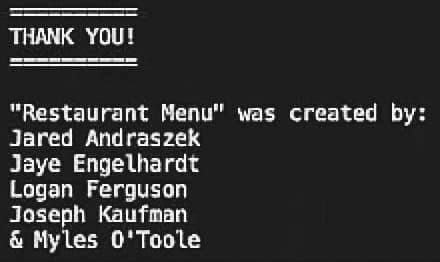 ==========
THANK YOU!
==========
"Restaurant Menu" was created by:
Jared Andraszek
Jaye Engelhardt
Logan Ferguson
Joseph Kaufman
& Myles O'Toole